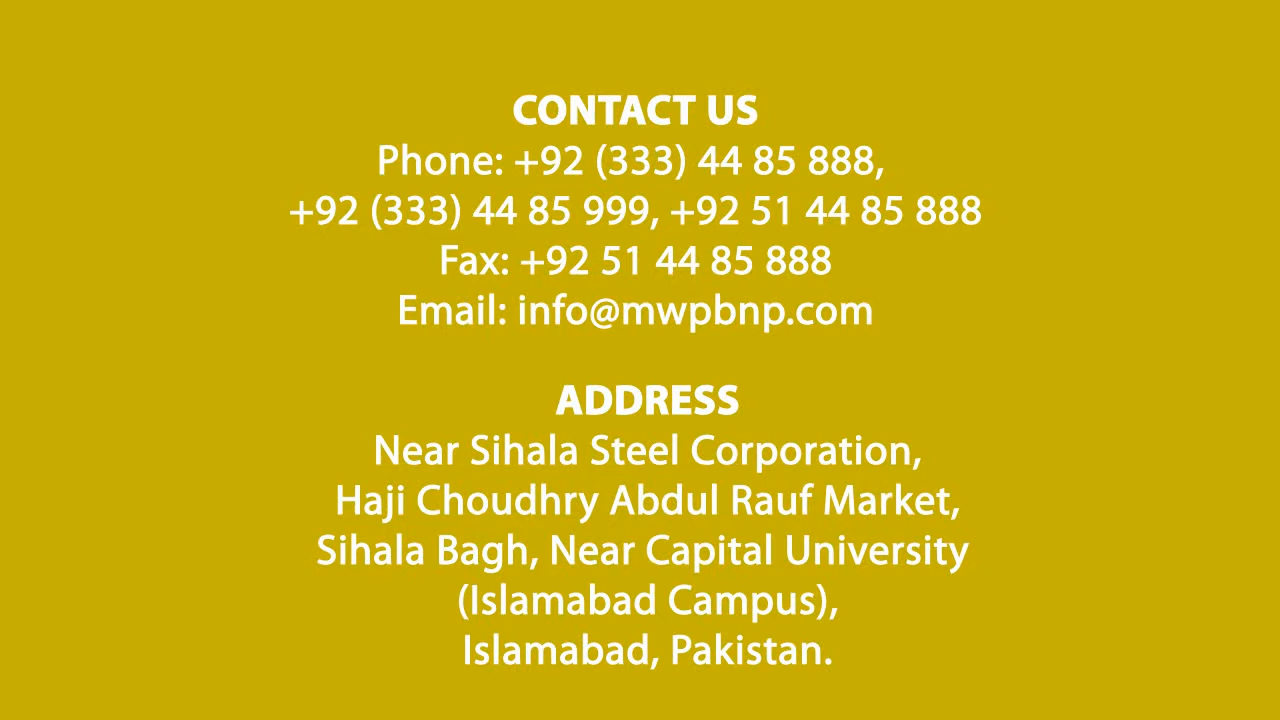 CONTACT US
Phone: +92 (333) 44 85 888,
+92 (333) 44 85 999, +92 51 44 85 888
Fax: +92 51 44 85 888
Email: info@mwpbnp.com
ADDRESS
Near Sihala Steel Corporation,
Haji Choudhry Abdul Rauf Market,
Sihala Bagh, Near Capital University
(Islamabad Campus),
Islamabad, Pakistan.